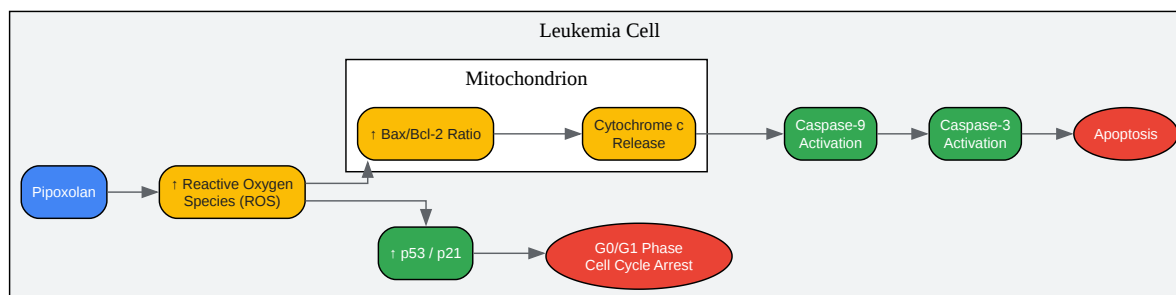 Leukemia Cell
Mitochondrion
↑ Bax/Bcl-2 Ratio
Cytochrome c
Release
Caspase-9
Activation
Caspase-3
Activation
Apoptosis
Pipoxolan
↑ Reactive Oxygen
Species (ROS)
↑ p53 / p21
G0/G1 Phase
Cell Cycle Arrest